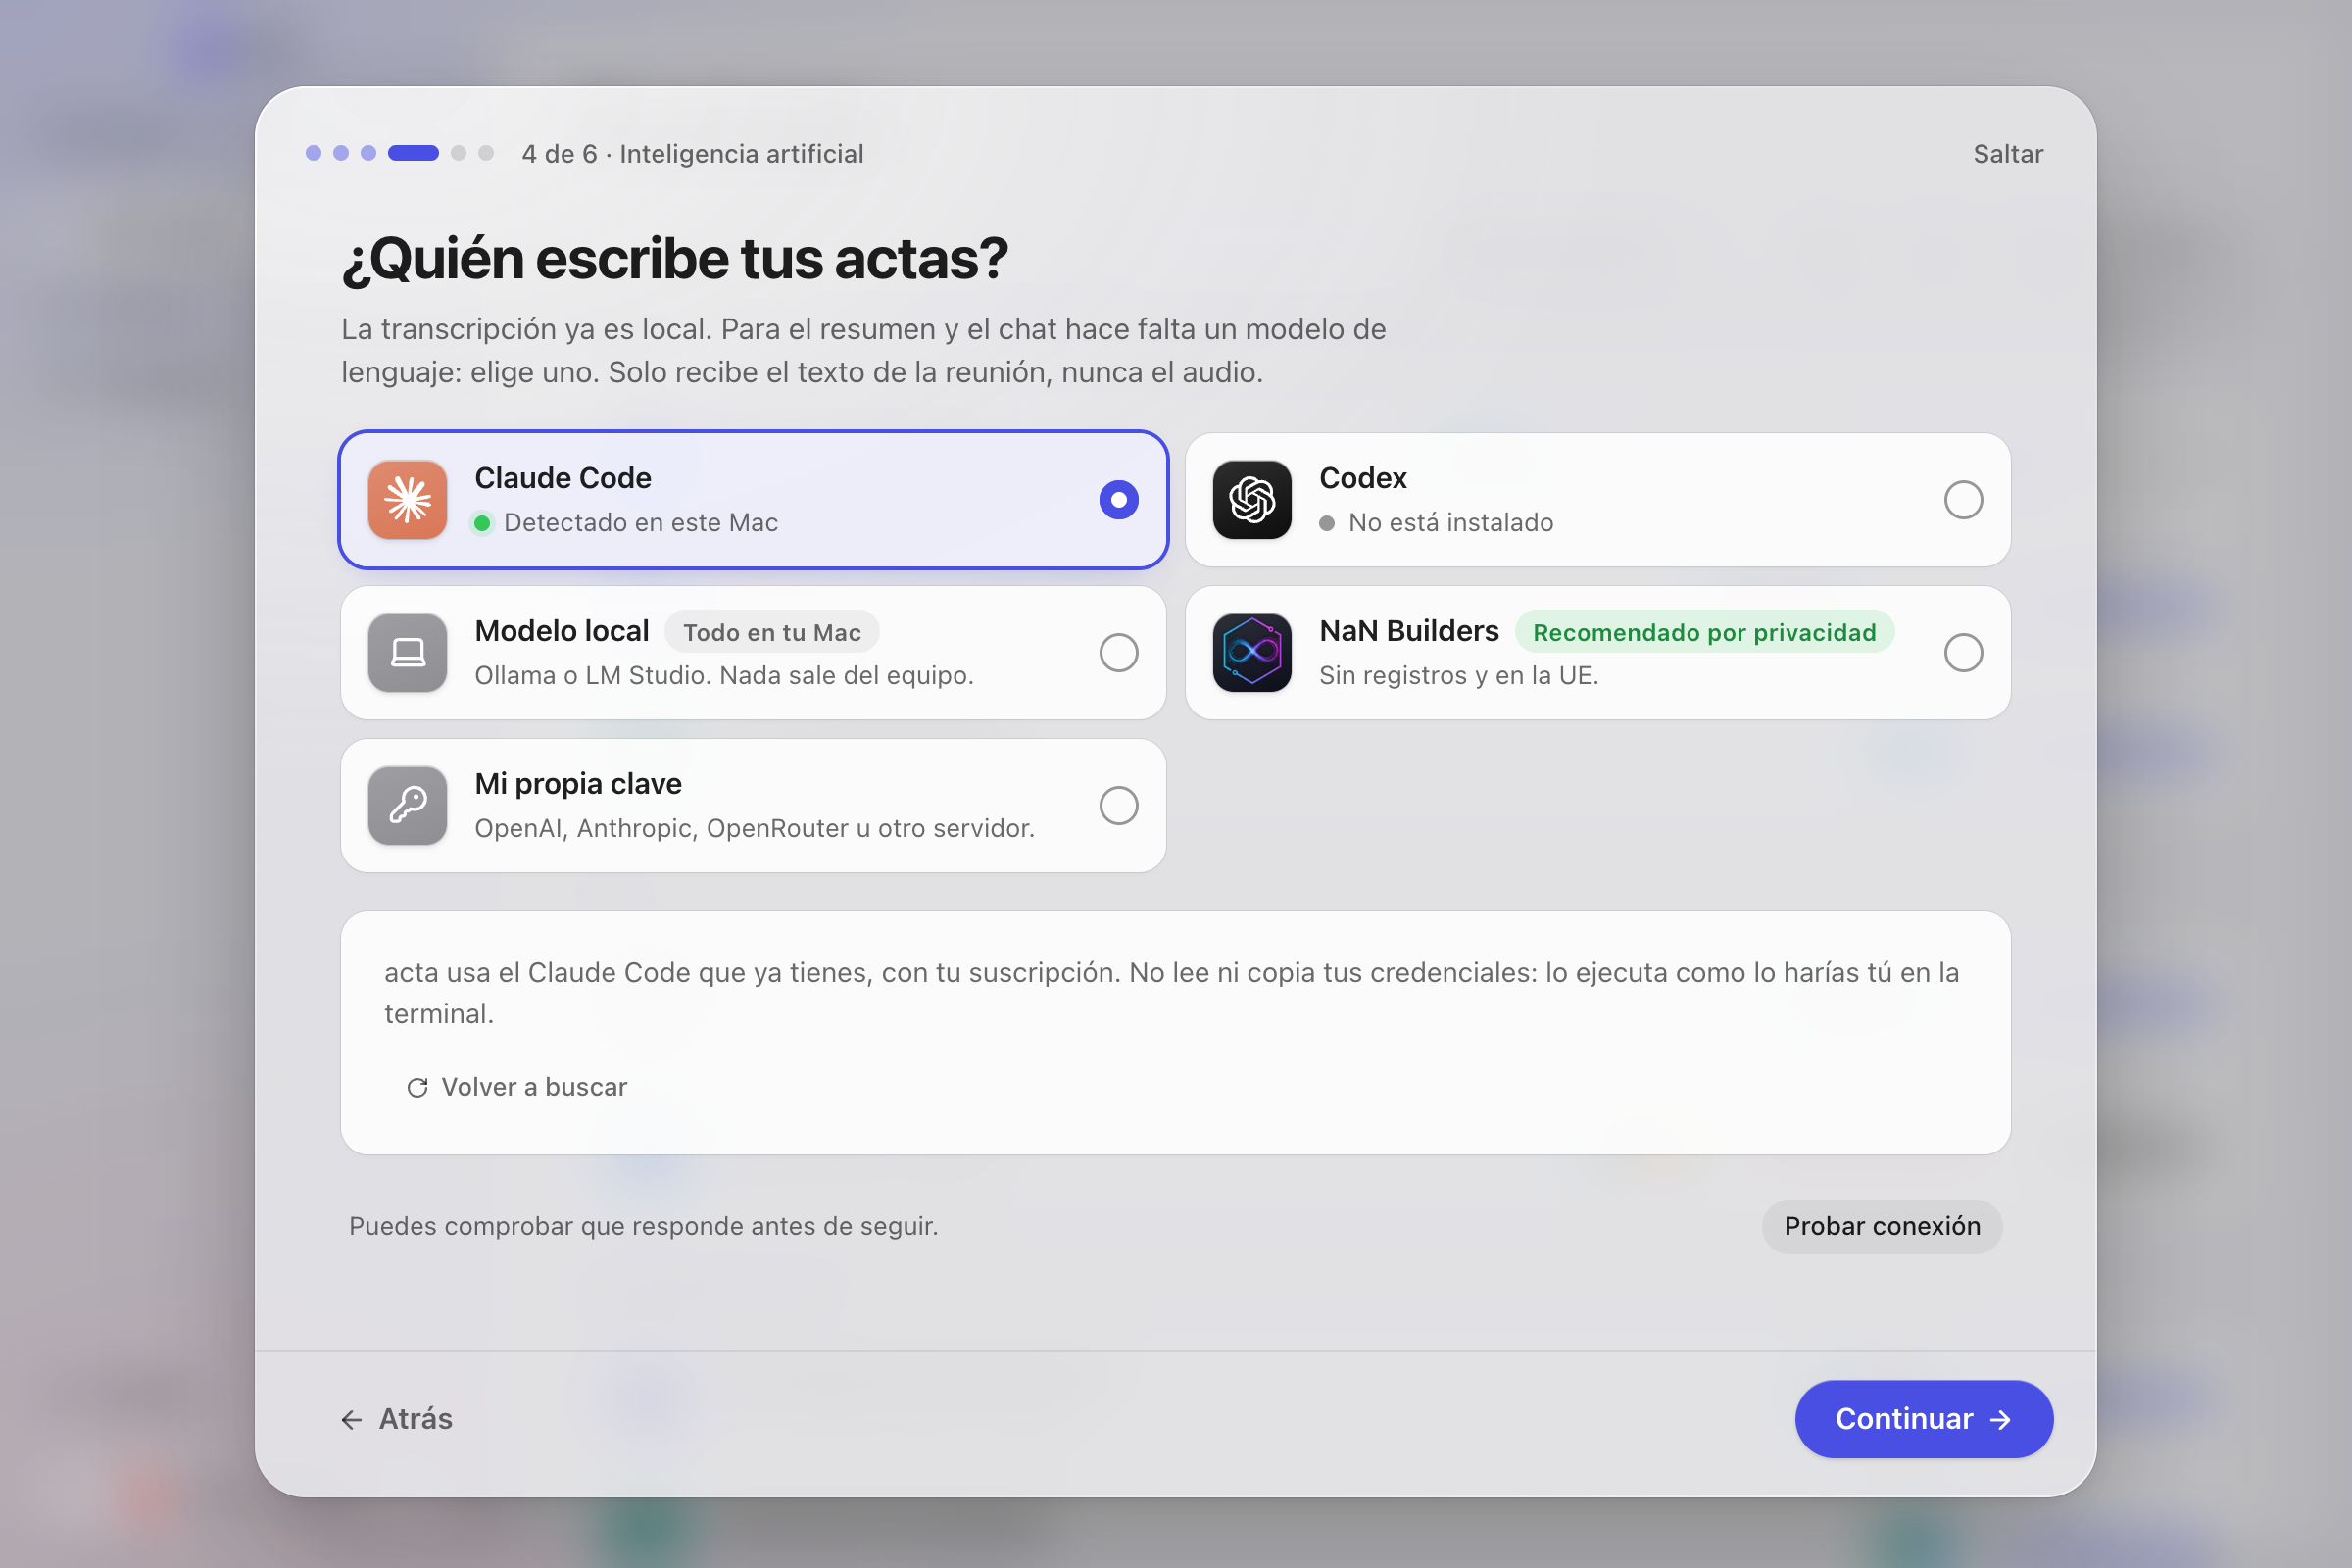 4 de 6 · Inteligencia artificial
Saltar
¿Quién escribe tus actas?
La transcripción ya es local. Para el resumen y el chat hace falta un modelo de
lenguaje: elige uno. Solo recibe el texto de la reunión, nunca el audio.
Claude Code
Detectado en este Mac
Codex
No está instalado
Modelo local
Todo en tu Mac
Ollama o LM Studio. Nada sale del equipo.
NaN Builders
Recomendado por privacidad
Sin registros y en la UE.
Mi propia clave
OpenAI, Anthropic, OpenRouter u otro servidor.
acta usa el Claude Code que ya tienes, con tu suscripción. No lee ni copia tus credenciales: lo ejecuta como lo harías tú en la
terminal.
Volver a buscar
Puedes comprobar que responde antes de seguir.
Probar conexión
Atrás
Continuar